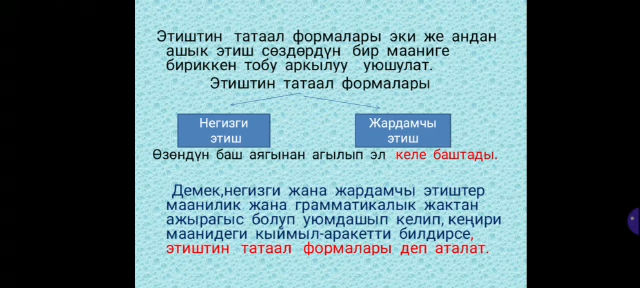 Этиштин татаал формалары эки же андан
ашык этиш сөздөрдүн бир мааниге
бириккен тобу аркылуу уюшулат.
Этиштин татаал формалары
Негизги
этиш
Жардамчы
этиш
Өзөндүн баш аягынан агылып эл келе баштады.
Демек,негизги жана жардамчы этиштер
маанилик жана грамматикалык жактан
ажырагыс болуп уюмдашып келип, кеңири
маанидеги кыймыл-аракетти билдирсе,
этиштин татаал формалары деп аталат.